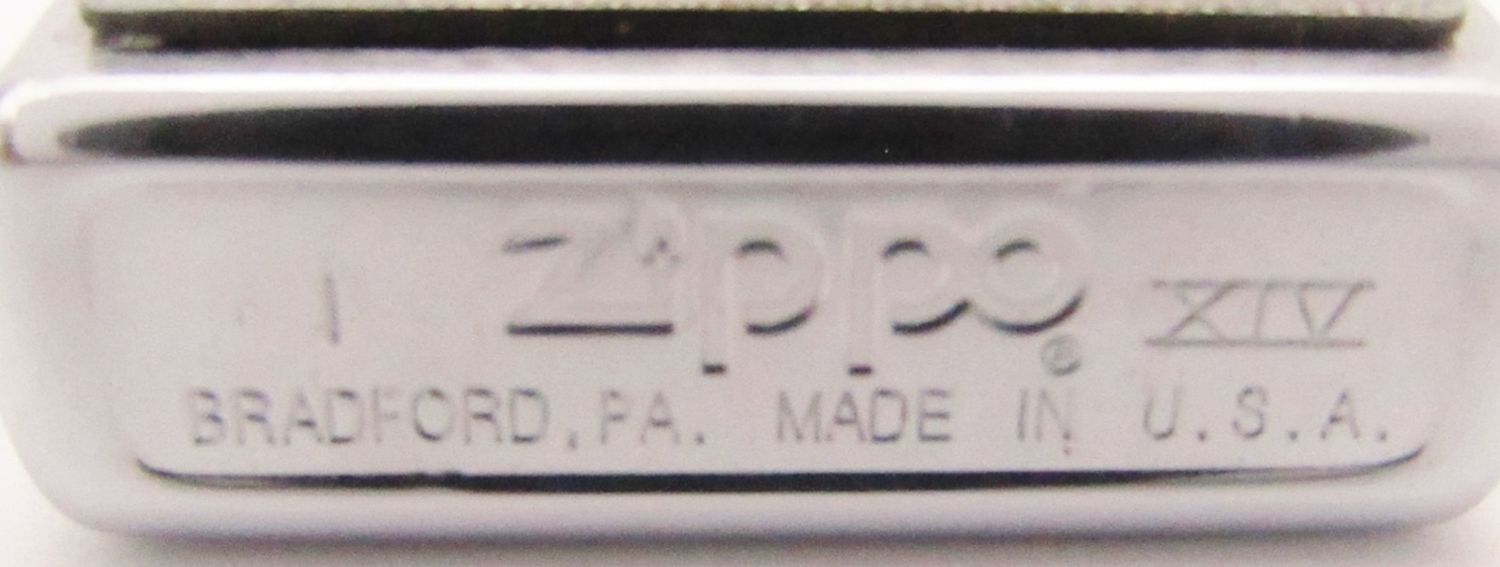 I Zippo® XIV
BRADFORD, PA. MADE IN U.S.A.